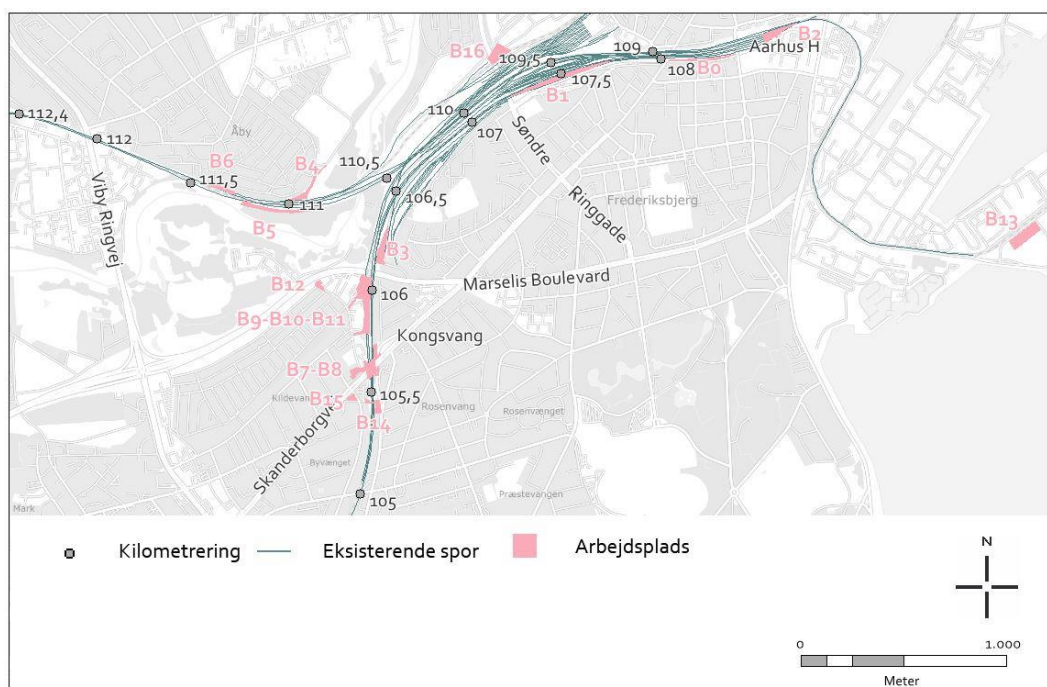 Aarhus H
B2
109
B16
109,5
108
B0
107,5
B1
110
107
112,4
112
Åby
Søndre Ringgade
110,5
B6
B4
111,5
111
106,5
Frederiksbjerg
Viby Ringvej
B5
B13
B3
Marselis Boulevard
B12
106
B9-B10-B11
Kongsvang
B7-B8
105,5
B15
Rosenvang
Rosenvænget
B14
Skanderborgvej
Byvænget
105
Præstevangen
Mark
Kilometrering
Eksisterende spor
Arbejdsplads
N
0
1.000
Meter